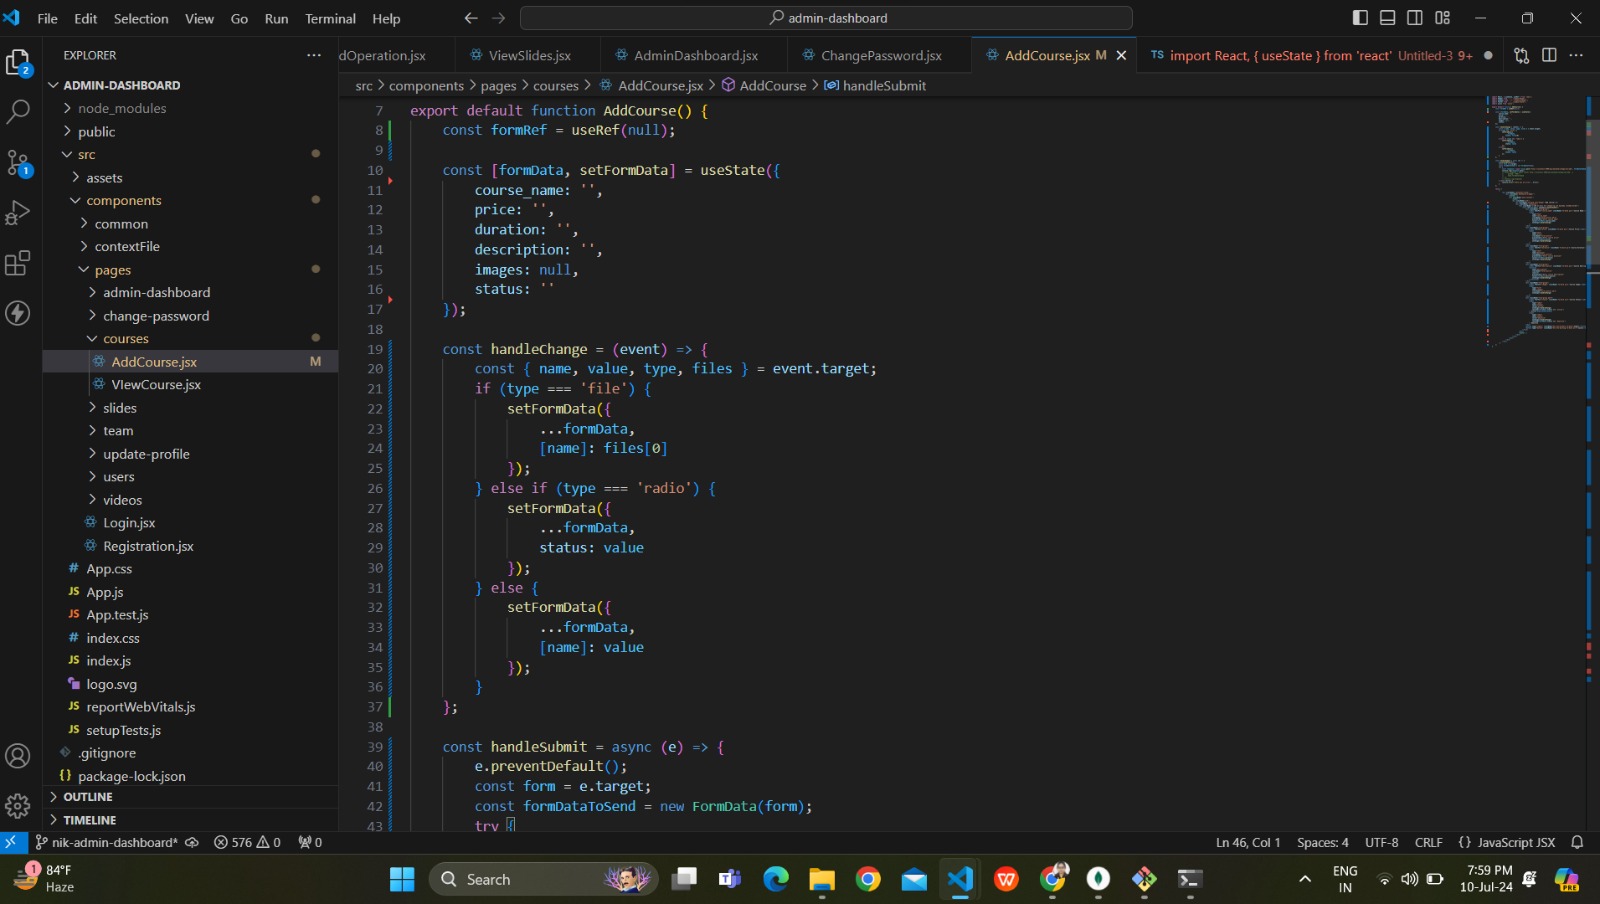 File Edit Selection View Go Run Terminal Help
admin-dashboard
EXPLORER
dOperation.jsx
ViewSlides.jsx
AdminDashboard.jsx
ChangePassword.jsx
AddCourse.jsx M
TS import React, { useState } from 'react' Untitled-3 9+
src > components > pages > courses > AddCourse.jsx > AddCourse > handleSubmit
2
1
ADMIN-DASHBOARD
node_modules
public
src
assets
components
common
contextFile
pages
admin-dashboard
change-password
courses
AddCourse.jsx M
VIewCourse.jsx
slides
team
update-profile
users
videos
Login.jsx
Registration.jsx
# App.css
JS App.js
JS App.test.js
# index.css
JS index.js
logo.svg
JS reportWebVitals.js
JS setupTests.js
.gitignore
{} package-lock.json
OUTLINE
TIMELINE
7 export default function AddCourse() {
8 const formRef = useRef(null);
9
10 const [formData, setFormData] = useState({
11 course_name: '',
12 price: '',
13 duration: '',
14 description: '',
15 images: null,
16 status: ''
17 });
18
19 const handleChange = (event) => {
20 const { name, value, type, files } = event.target;
21 if (type === 'file') {
22 setFormData({
23 ...formData,
24 [name]: files[0]
25 });
26 } else if (type === 'radio') {
27 setFormData({
28 ...formData,
29 status: value
30 });
31 } else {
32 setFormData({
33 ...formData,
34 [name]: value
35 });
36 }
37 };
38
39 const handleSubmit = async (e) => {
40 e.preventDefault();
41 const form = e.target;
42 const formDataToSend = new FormData(form);
43 try {
nik-admin-dashboard* 576 0 0
Ln 46, Col 1 Spaces: 4 UTF-8 CRLF {} JavaScript JSX
1 84°F
Haze
Search
ENG
IN
7:59 PM
10-Jul-24
PRE